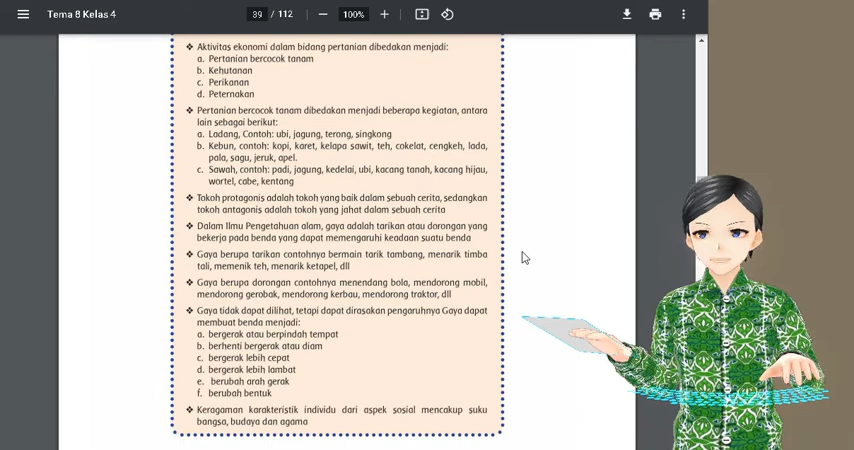 Tema 8 Kelas 4
39 / 112
100%
❖ Aktivitas ekonomi dalam bidang pertanian dibedakan menjadi:
a. Pertanian bercocok tanam
b. Kehutanan
c. Perikanan
d. Peternakan
❖ Pertanian bercocok tanam dibedakan menjadi beberapa kegiatan, antara
lain sebagai berikut:
a. Ladang, Contoh: ubi, jagung, terong, singkong
b. Kebun, contoh: kopi, karet, kelapa sawit, teh, cokelat, cengkeh, lada,
pala, sagu, jeruk, apel.
c. Sawah, contoh: padi, jagung, kedelai, ubi, kacang tanah, kacang hijau,
wortel, cabe, kentang
❖ Tokoh protagonis adalah tokoh yang baik dalam sebuah cerita, sedangkan
tokoh antagonis adalah tokoh yang jahat dalam sebuah cerita
❖ Dalam Ilmu Pengetahuan alam, gaya adalah tarikan atau dorongan yang
bekerja pada benda yang dapat memengaruhi keadaan suatu benda
❖ Gaya berupa tarikan contohnya bermain tarik tambang, menarik timba
tali, memenik teh, menarik ketapel, dll
❖ Gaya berupa dorongan contohnya menendang bola, mendorong mobil,
mendorong gerobak, mendorong kerbau, mendorong traktor, dll
❖ Gaya tidak dapat dilihat, tetapi dapat dirasakan pengaruhnya Gaya dapat
membuat benda menjadi:
a. bergerak atau berpindah tempat
b. berhenti bergerak atau diam
c. bergerak lebih cepat
d. bergerak lebih lambat
e. berubah arah gerak
f. berubah bentuk
❖ Keragaman karakteristik individu dari aspek sosial mencakup suku
bangsa, budaya dan agama